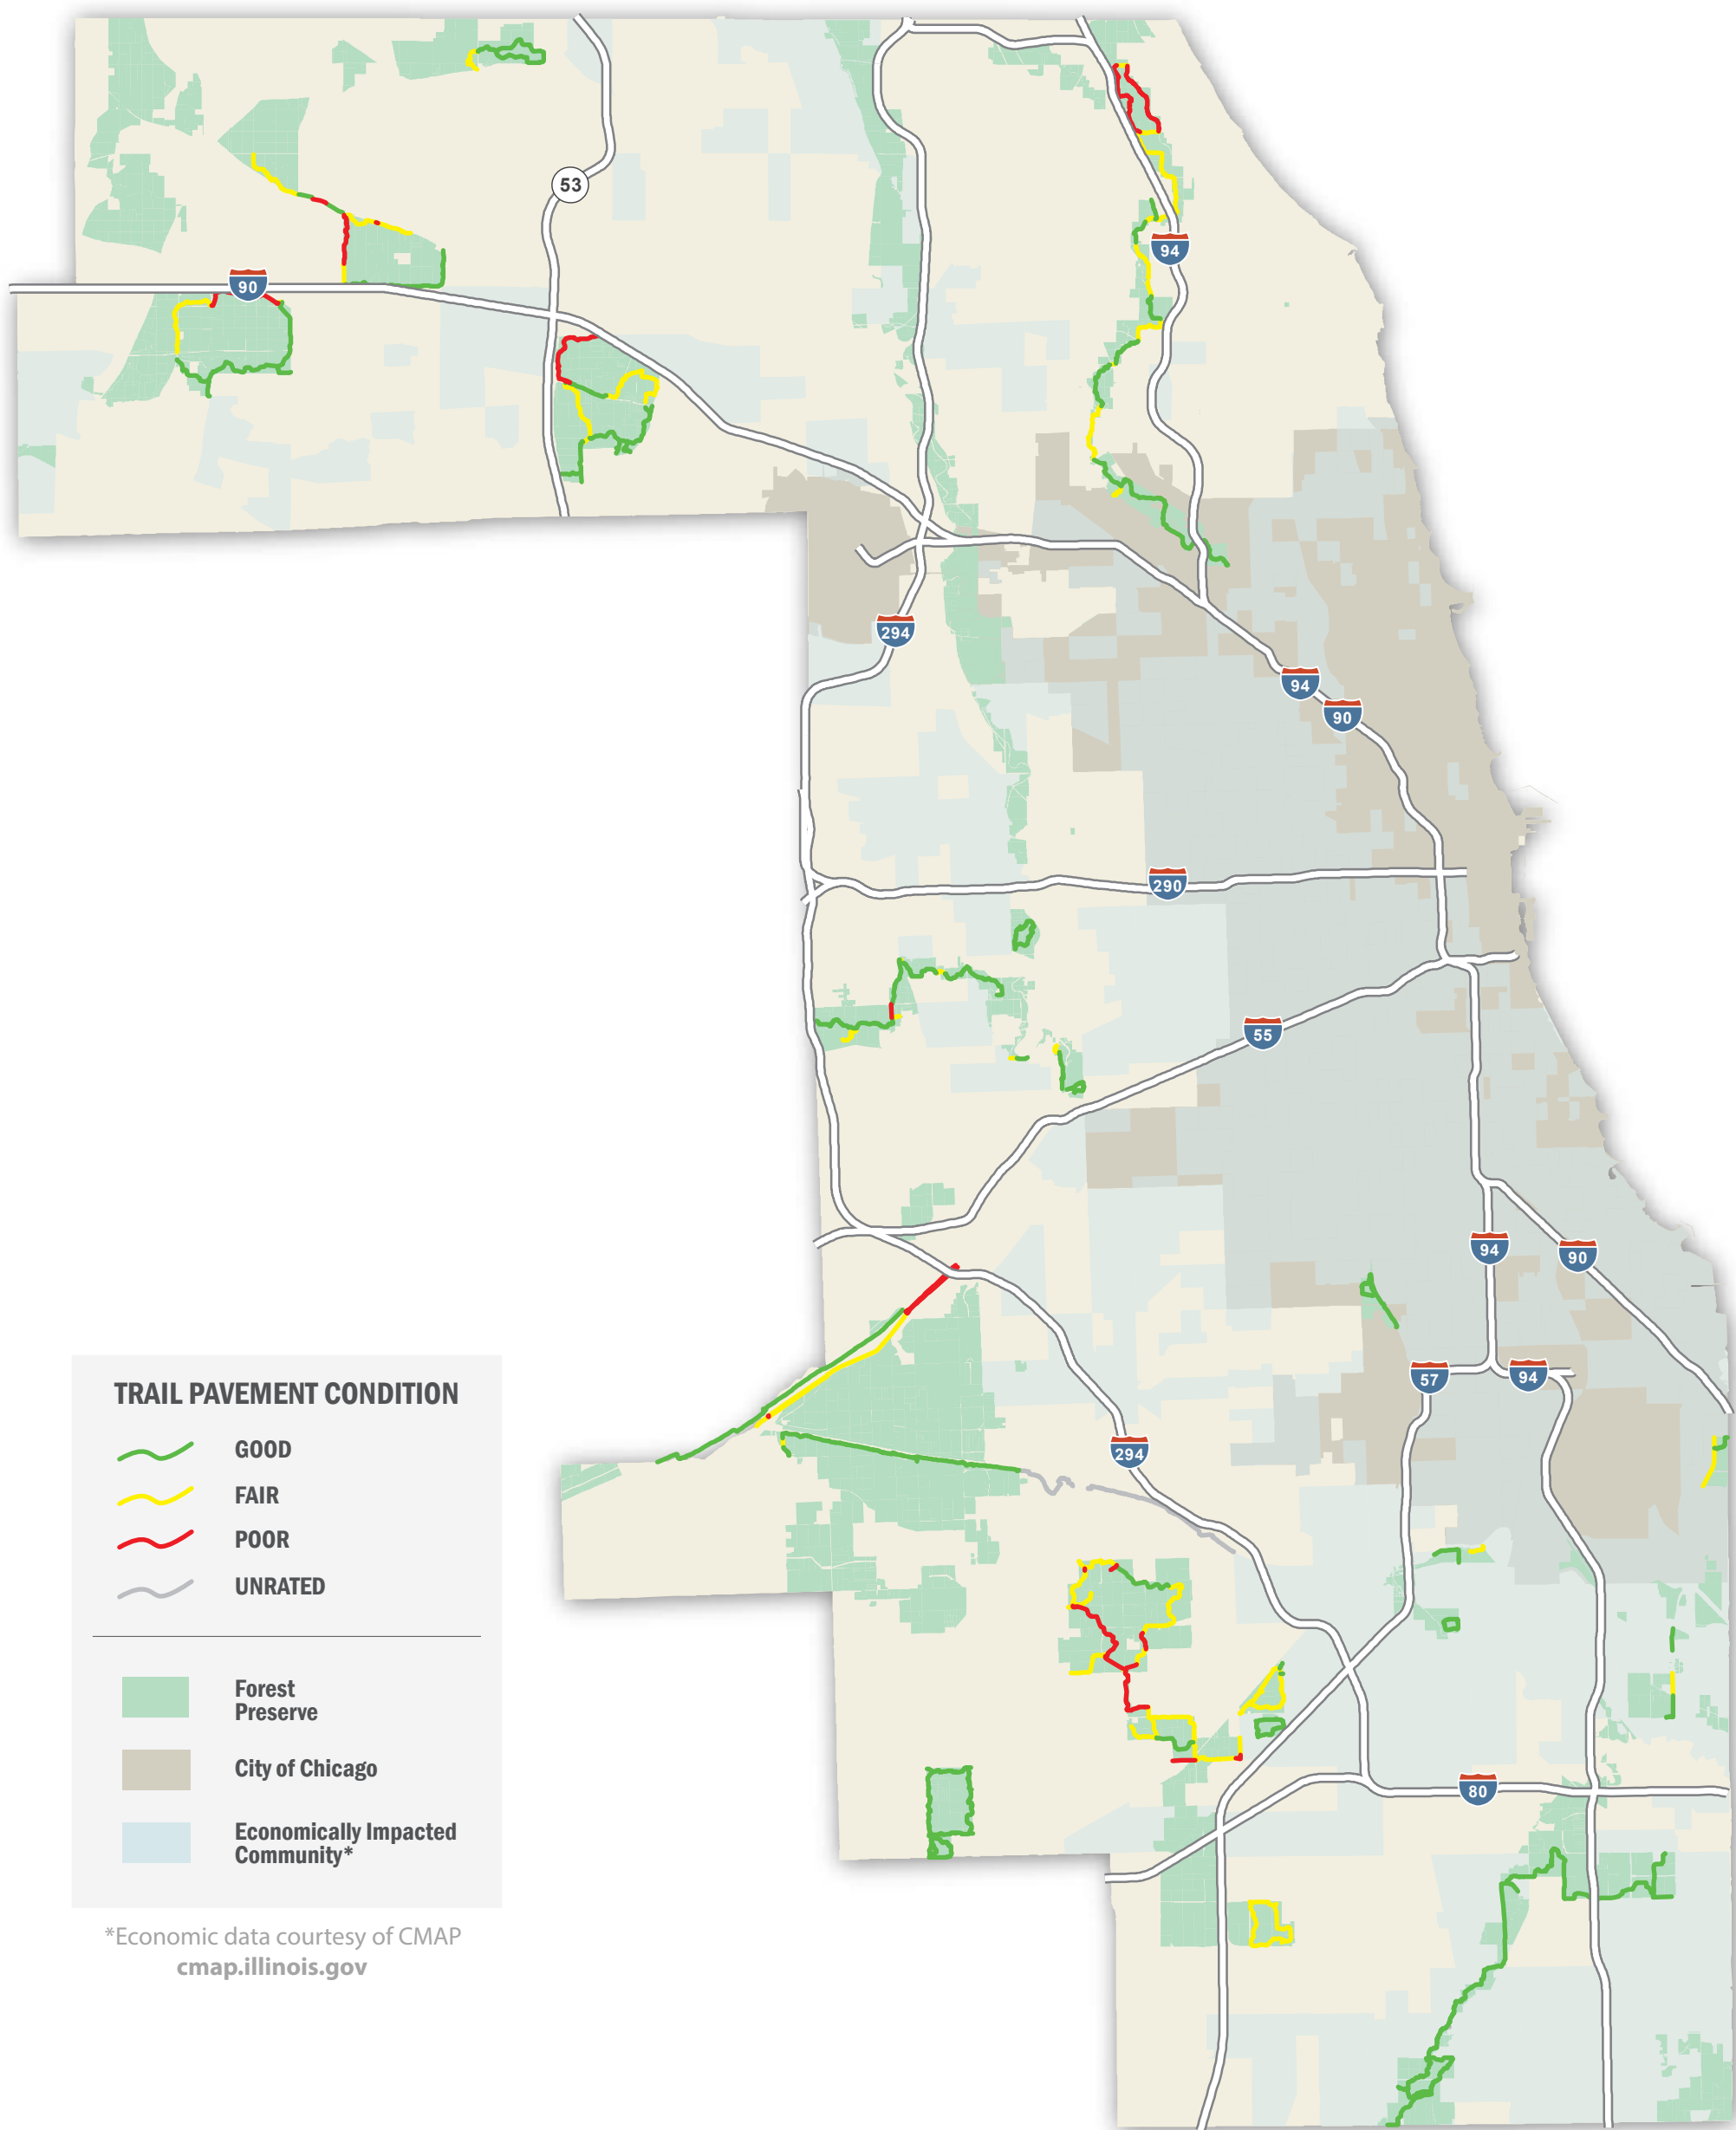 53
94
90
294
94
90
290
55
94
90
57
94
294
80
TRAIL PAVEMENT CONDITION
GOOD
FAIR
POOR
UNRATED
Forest
Preserve
City of Chicago
Economically Impacted
Community*
*Economic data courtesy of CMAP
cmap.illinois.gov